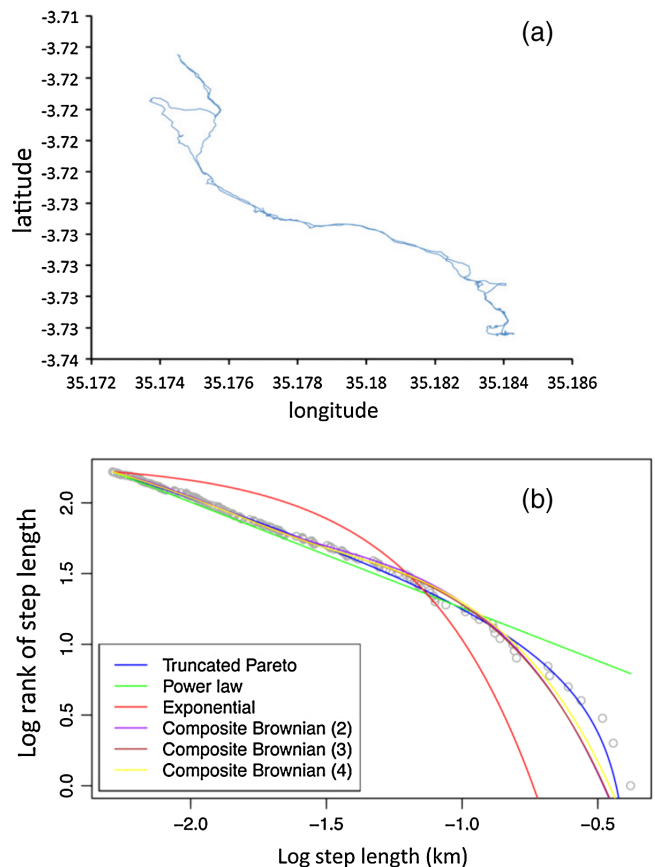 (a)
-3.71
-3.72
-3.72
-3.72
-3.72
-3.72
-3.73
-3.73
-3.73
-3.73
-3.73
-3.74
latitude
35.172 35.174 35.176 35.178 35.18 35.182 35.184 35.186
longitude
(b)
2.0
1.5
1.0
0.5
0.0
Log rank of step length
Truncated Pareto
Power law
Exponential
Composite Brownian (2)
Composite Brownian (3)
Composite Brownian (4)
−2.0 −1.5 −1.0 −0.5
Log step length (km)